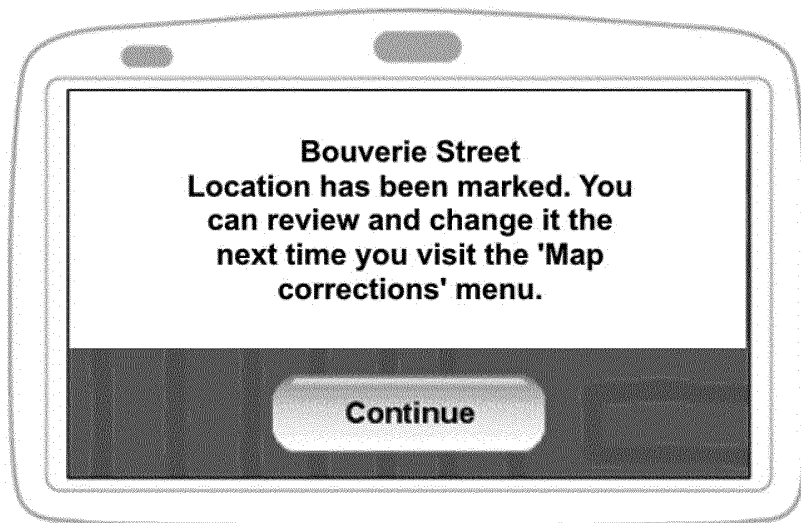 Bouverie Street
Location has been marked. You
can review and change it the
next time you visit the 'Map
corrections' menu.
Continue